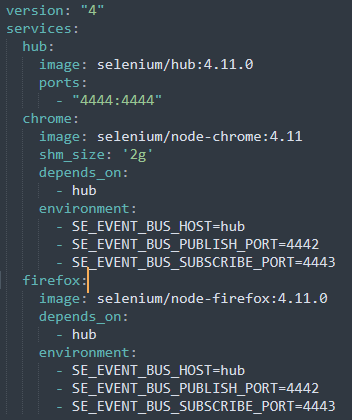 version: "4"
services:
  hub:
    image: selenium/hub:4.11.0
    ports:
      - "4444:4444"
  chrome:
    image: selenium/node-chrome:4.11
    shm_size: '2g'
    depends_on:
      - hub
    environment:
      - SE_EVENT_BUS_HOST=hub
      - SE_EVENT_BUS_PUBLISH_PORT=4442
      - SE_EVENT_BUS_SUBSCRIBE_PORT=4443
  firefox:
    image: selenium/node-firefox:4.11.0
    depends_on:
      - hub
    environment:
      - SE_EVENT_BUS_HOST=hub
      - SE_EVENT_BUS_PUBLISH_PORT=4442
      - SE_EVENT_BUS_SUBSCRIBE_PORT=4443